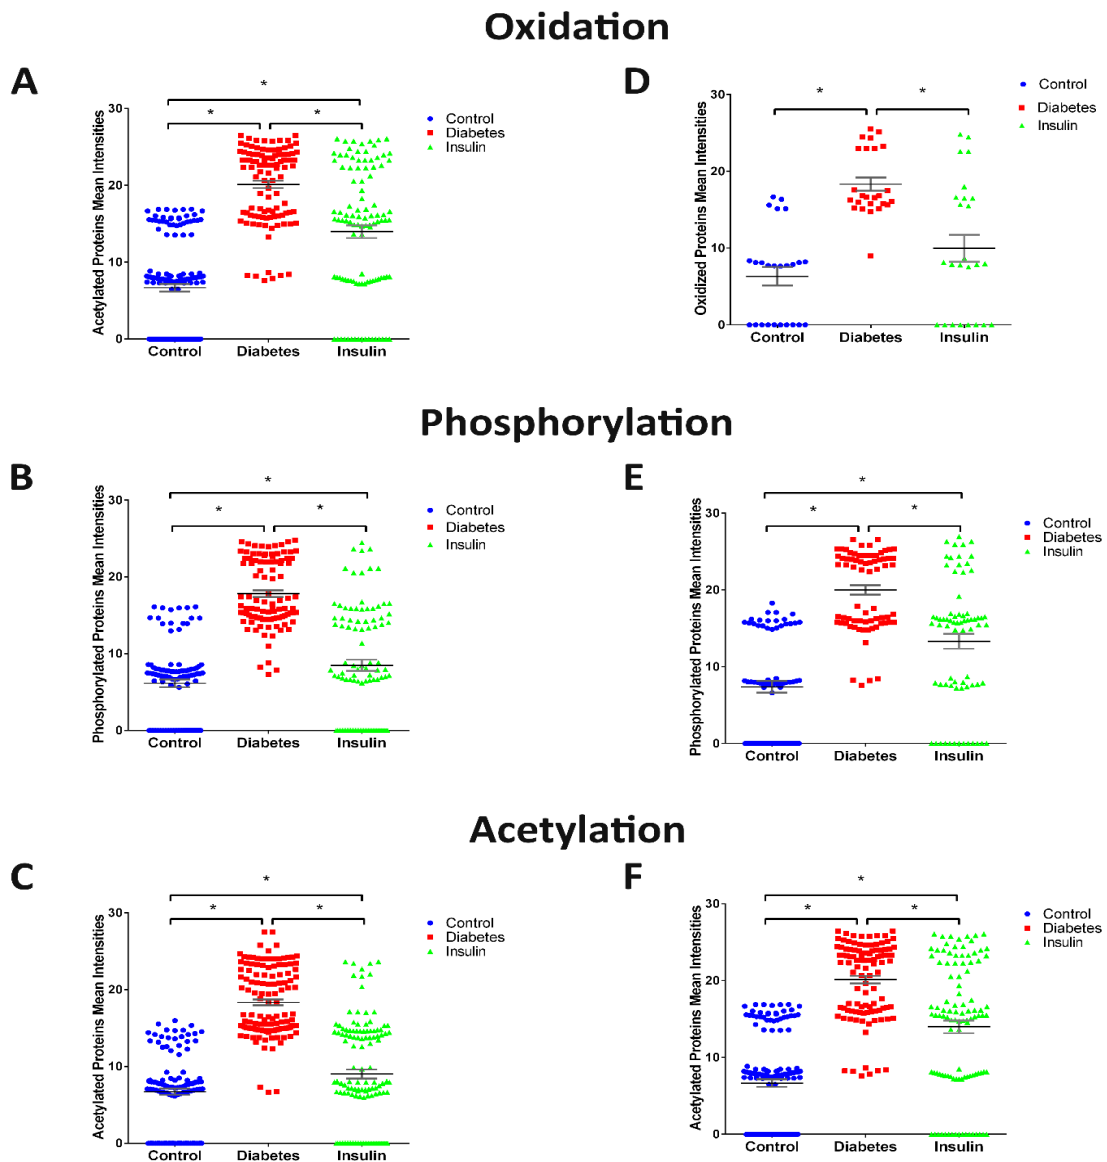 Oxidation
A
*
*
*
Acetylated Proteins Mean Intensities
30
20
10
0
Control
Diabetes
Insulin
Control
Diabetes
Insulin
D
*
*
Oxidized Proteins Mean Intensities
30
20
10
0
Control
Diabetes
Insulin
Control
Diabetes
Insulin
Phosphorylation
B
*
*
*
Phosphorylated Proteins Mean Intensities
30
20
10
0
Control
Diabetes
Insulin
Control
Diabetes
Insulin
E
*
*
*
Phosphorylated Proteins Mean Intensities
30
20
10
0
Control
Diabetes
Insulin
Control
Diabetes
Insulin
Acetylation
C
*
*
*
Acetylated Proteins Mean Intensities
30
20
10
0
Control
Diabetes
Insulin
Control
Diabetes
Insulin
F
*
*
*
Acetylated Proteins Mean Intensities
30
20
10
0
Control
Diabetes
Insulin
Control
Diabetes
Insulin